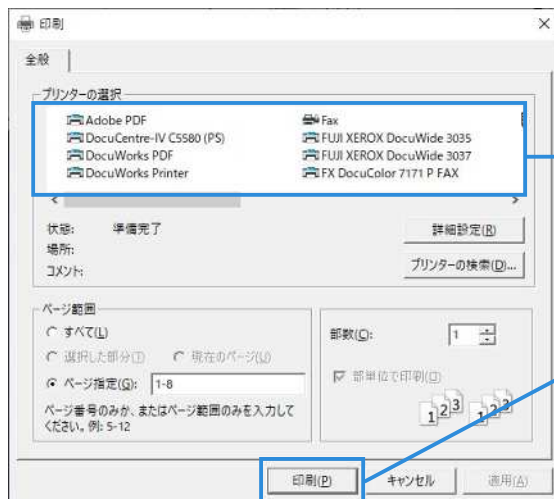 印刷
全般
プリンターの選択
Adobe PDF
DocuCentre-IV C5580 (PS)
DocuWorks PDF
DocuWorks Printer
Fax
FUJI XEROX DocuWide 3035
FUJI XEROX DocuWide 3037
FX DocuColor 7171 P FAX
状態: 準備完了
場所:
コメント:
詳細設定(R)
プリンターの検索(D)...
ページ範囲
すべて(L)
選択した部分(T) 現在のページ(U)
ページ指定(G): 1-8
ページ番号のみか、またはページ範囲のみを入力して
ください。例: 5-12
部数(C): 1
部単位で印刷(O)
1 2 3 1 2 3
印刷(P) キャンセル 適用(A)